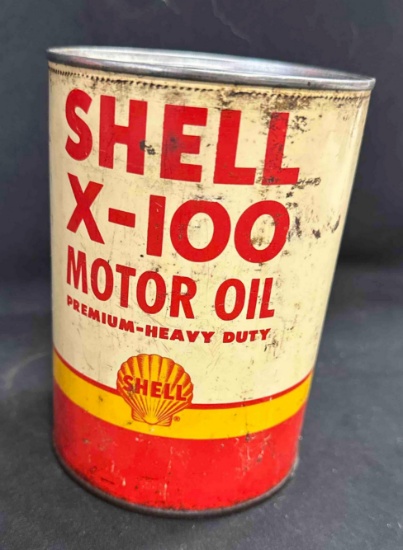 SHELL
X-100
MOTOR OIL
PREMIUM-HEAVY DUTY
SHELL
®